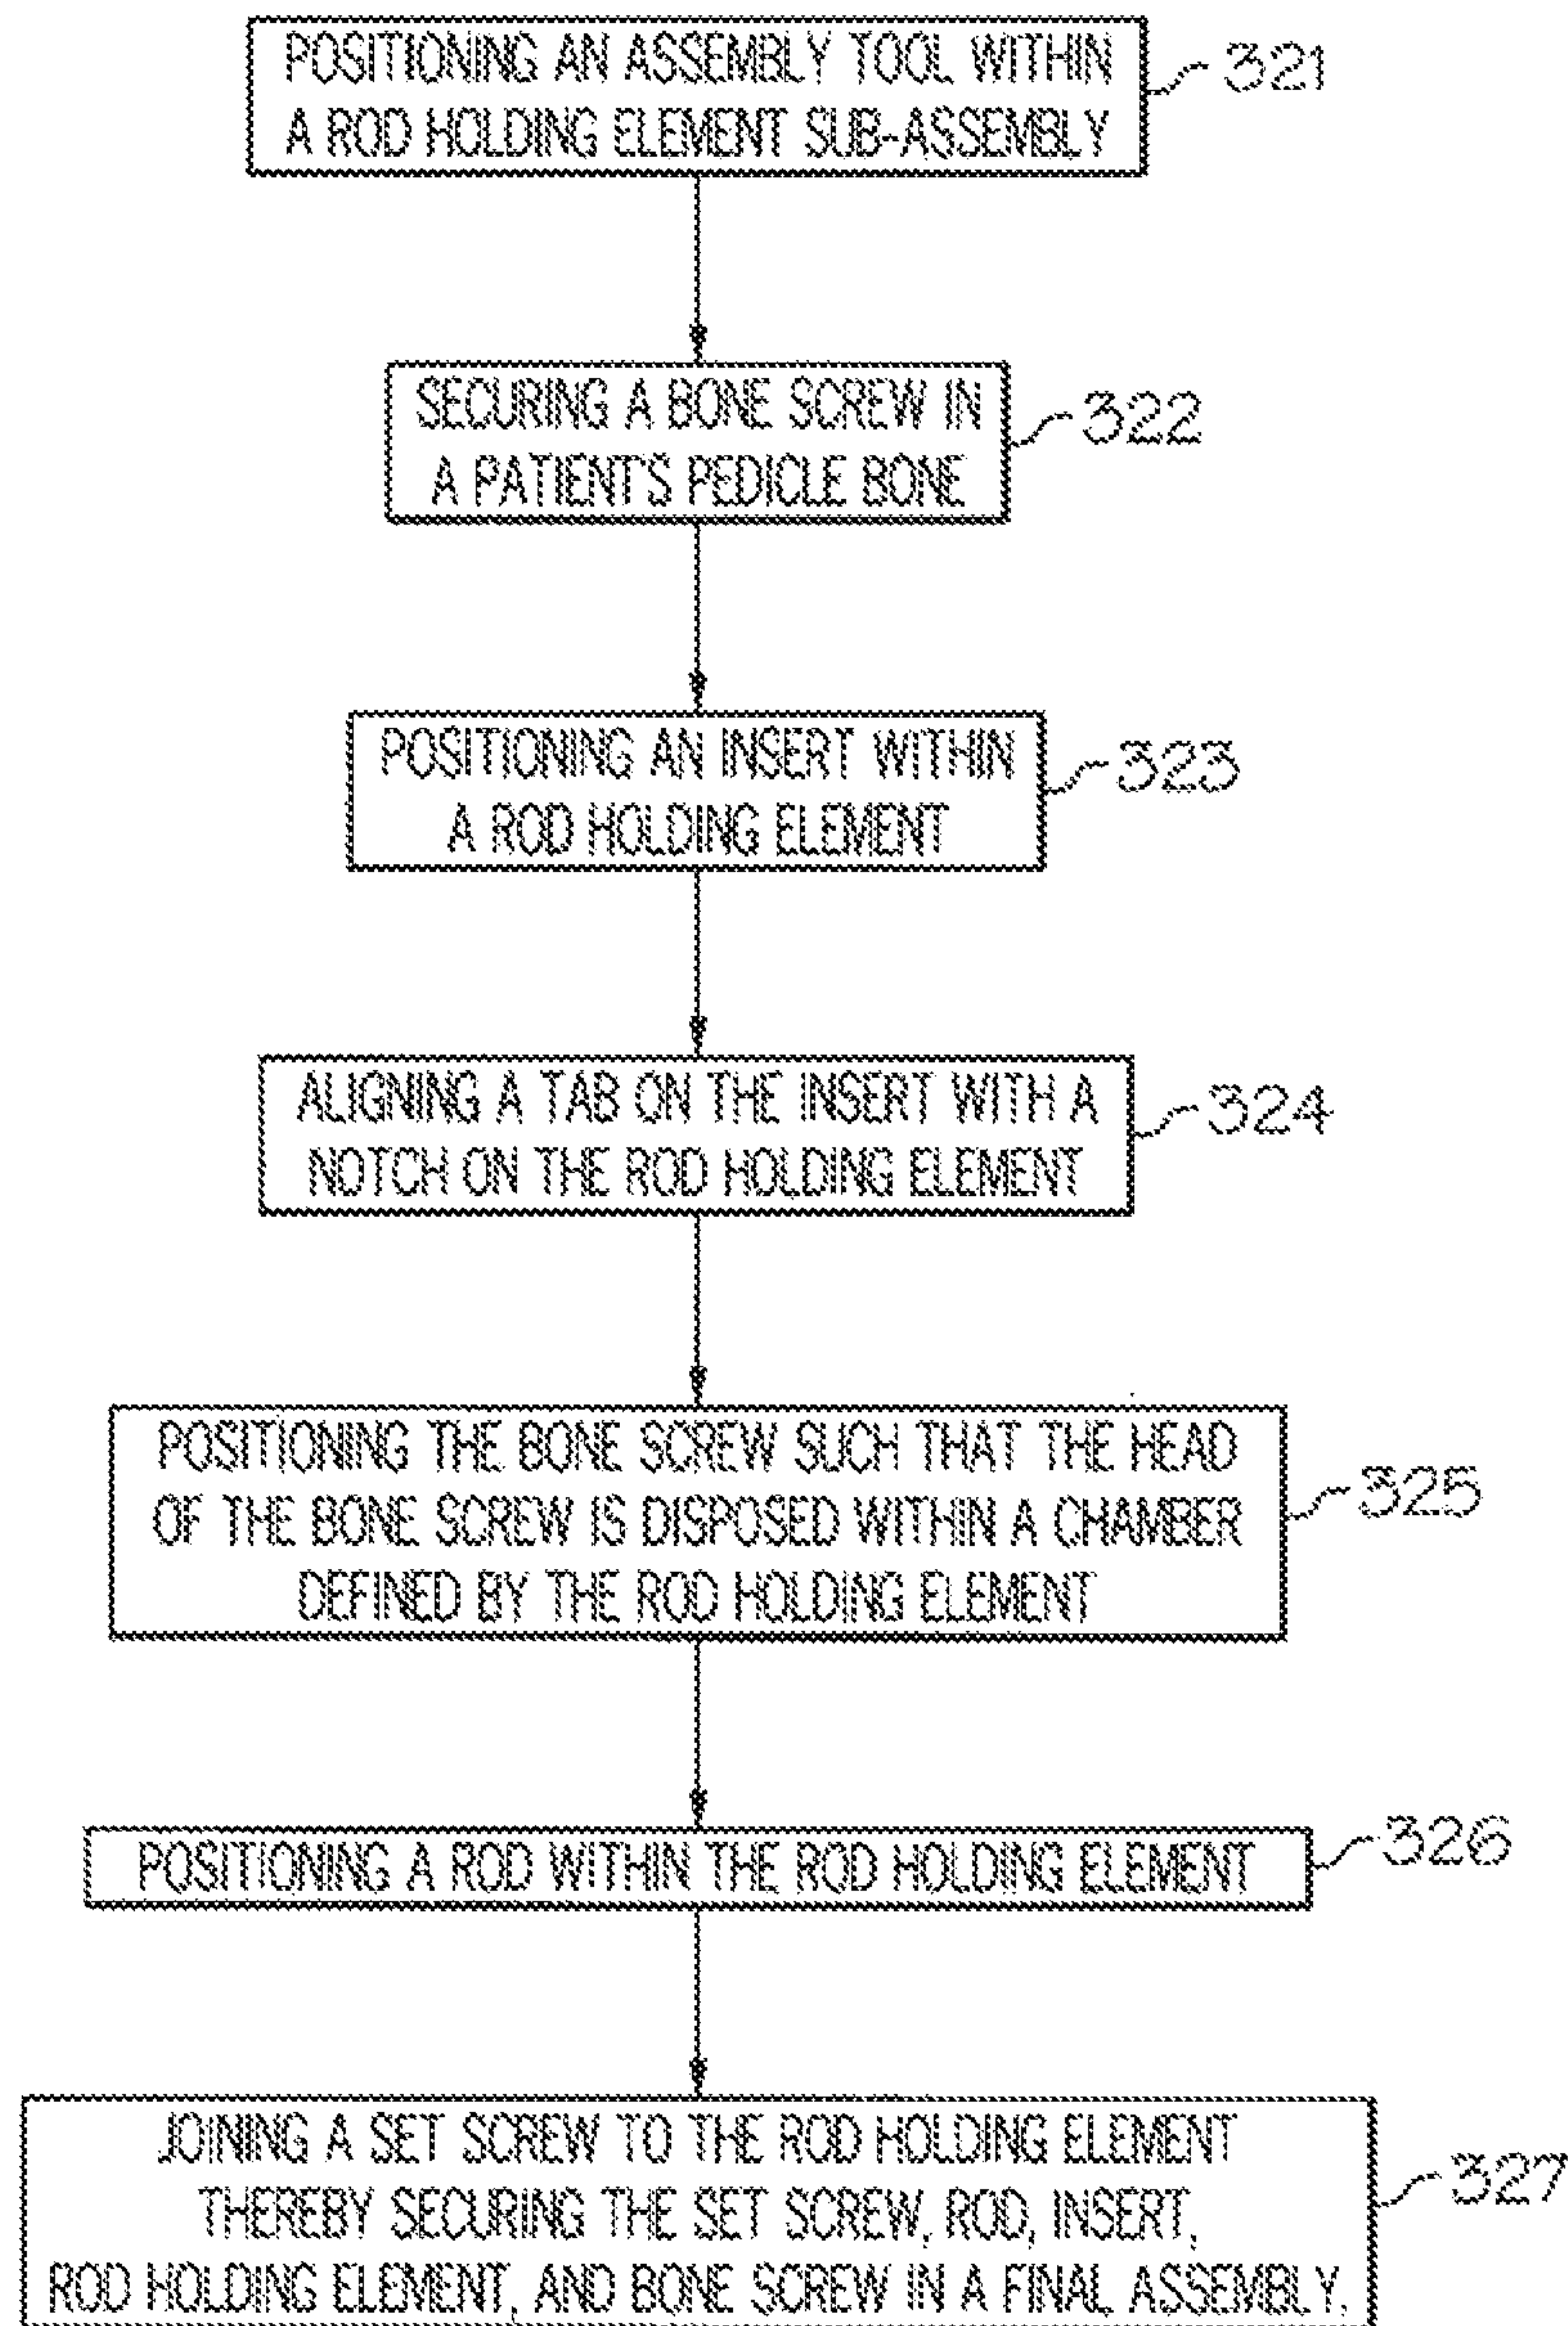 POSITIONING AN ASSEMBLY TOOL WITHIN
A ROD HOLDING ELEMENT SUB-ASSEMBLY
321
SECURING A BONE SCREW IN
A PATIENT'S PEDICLE BONE
322
POSITIONING AN INSERT WITHIN
A ROD HOLDING ELEMENT
323
ALIGNING A TAB ON THE INSERT WITH A
NOTCH ON THE ROD HOLDING ELEMENT
324
POSITIONING THE BONE SCREW SUCH THAT THE HEAD
OF THE BONE SCREW IS DISPOSED WITHIN A CHAMBER
DEFINED BY THE ROD HOLDING ELEMENT
325
POSITIONING A ROD WITHIN THE ROD HOLDING ELEMENT
326
JOINING A SET SCREW TO THE ROD HOLDING ELEMENT
THEREBY SECURING THE SET SCREW, ROD, INSERT,
ROD HOLDING ELEMENT, AND BONE SCREW IN A FINAL ASSEMBLY.
327